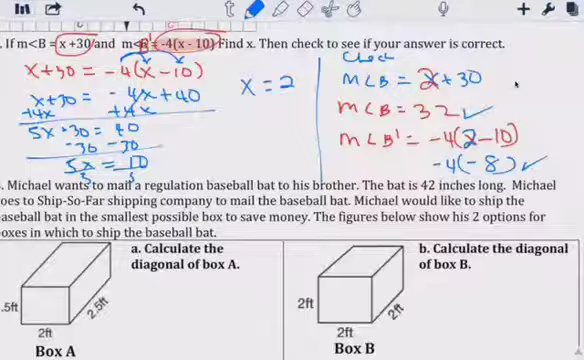 . If m<B = x +30 and m<B' = -4(x - 10) Find x. Then check to see if your answer is correct.
x + 30 = -4(x - 10)
x + 30 = -4x + 40
+4x +4x
5x + 30 = 40
-30 -30
5x = 10
5 5
x = 2
Check
m∠B = 2 + 30
m∠B = 32 ✓
m∠B' = -4(2-10)
-4(-8) ✓
. Michael wants to mail a regulation baseball bat to his brother. The bat is 42 inches long. Michael
oes to Ship-So-Far shipping company to mail the baseball bat. Michael would like to ship the
aseball bat in the smallest possible box to save money. The figures below show his 2 options for
oxes in which to ship the baseball bat.
a. Calculate the
diagonal of box A.
.5ft
2.5ft
2ft
Box A
b. Calculate the diagonal
of box B.
2ft
2ft
2ft
Box B